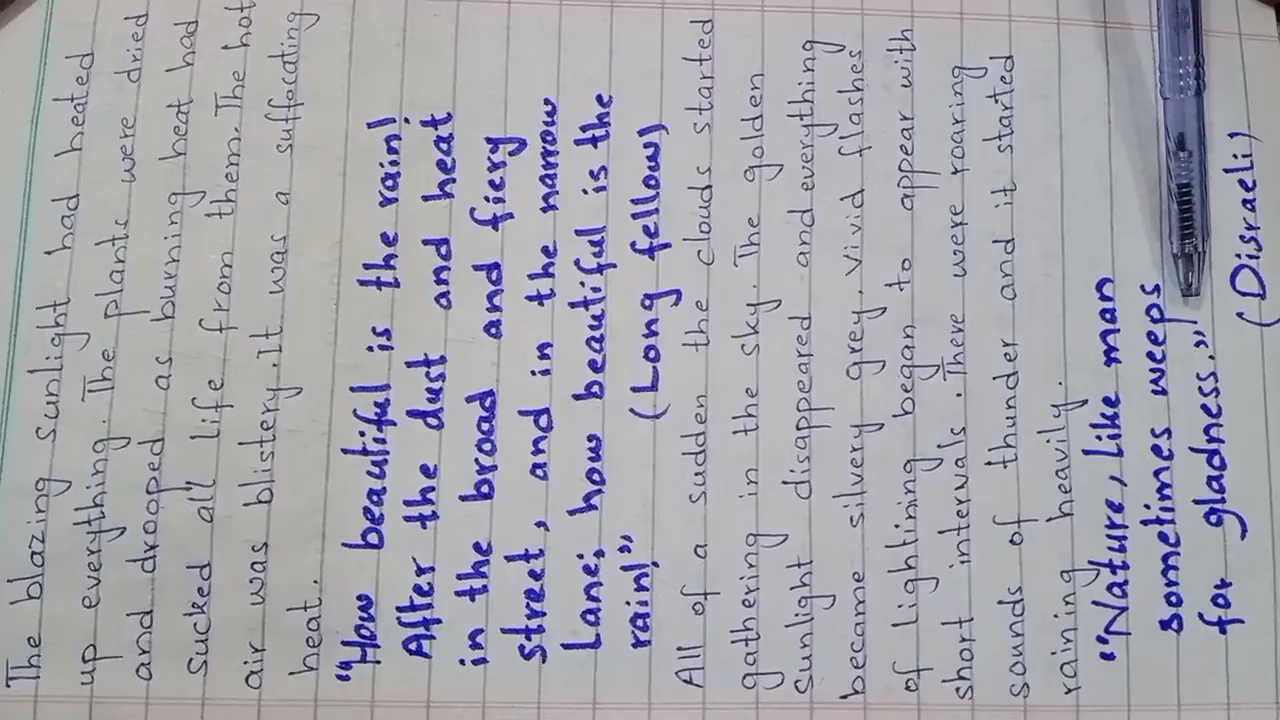 The blazing sunlight had heated
up everything. The plants were dried
and drooped as burning heat had
sucked all life from them. The hot
air was blistery. It was a suffocating
heat.
"How beautiful is the rain!
After the dust and heat
in the broad and fiery
street, and in the narrow
Lane; how beautiful is the
rain!"
(Long fellow)
All of a sudden the clouds started
gathering in the sky. The golden
sunlight disappeared and everything
became silvery grey. Vivid flashes
of lightining began to appear with
short intervals. There were roaring
sounds of thunder and it started
raining heavily.
"Nature, Like man
sometimes weeps
for gladness."
(Disraeli)